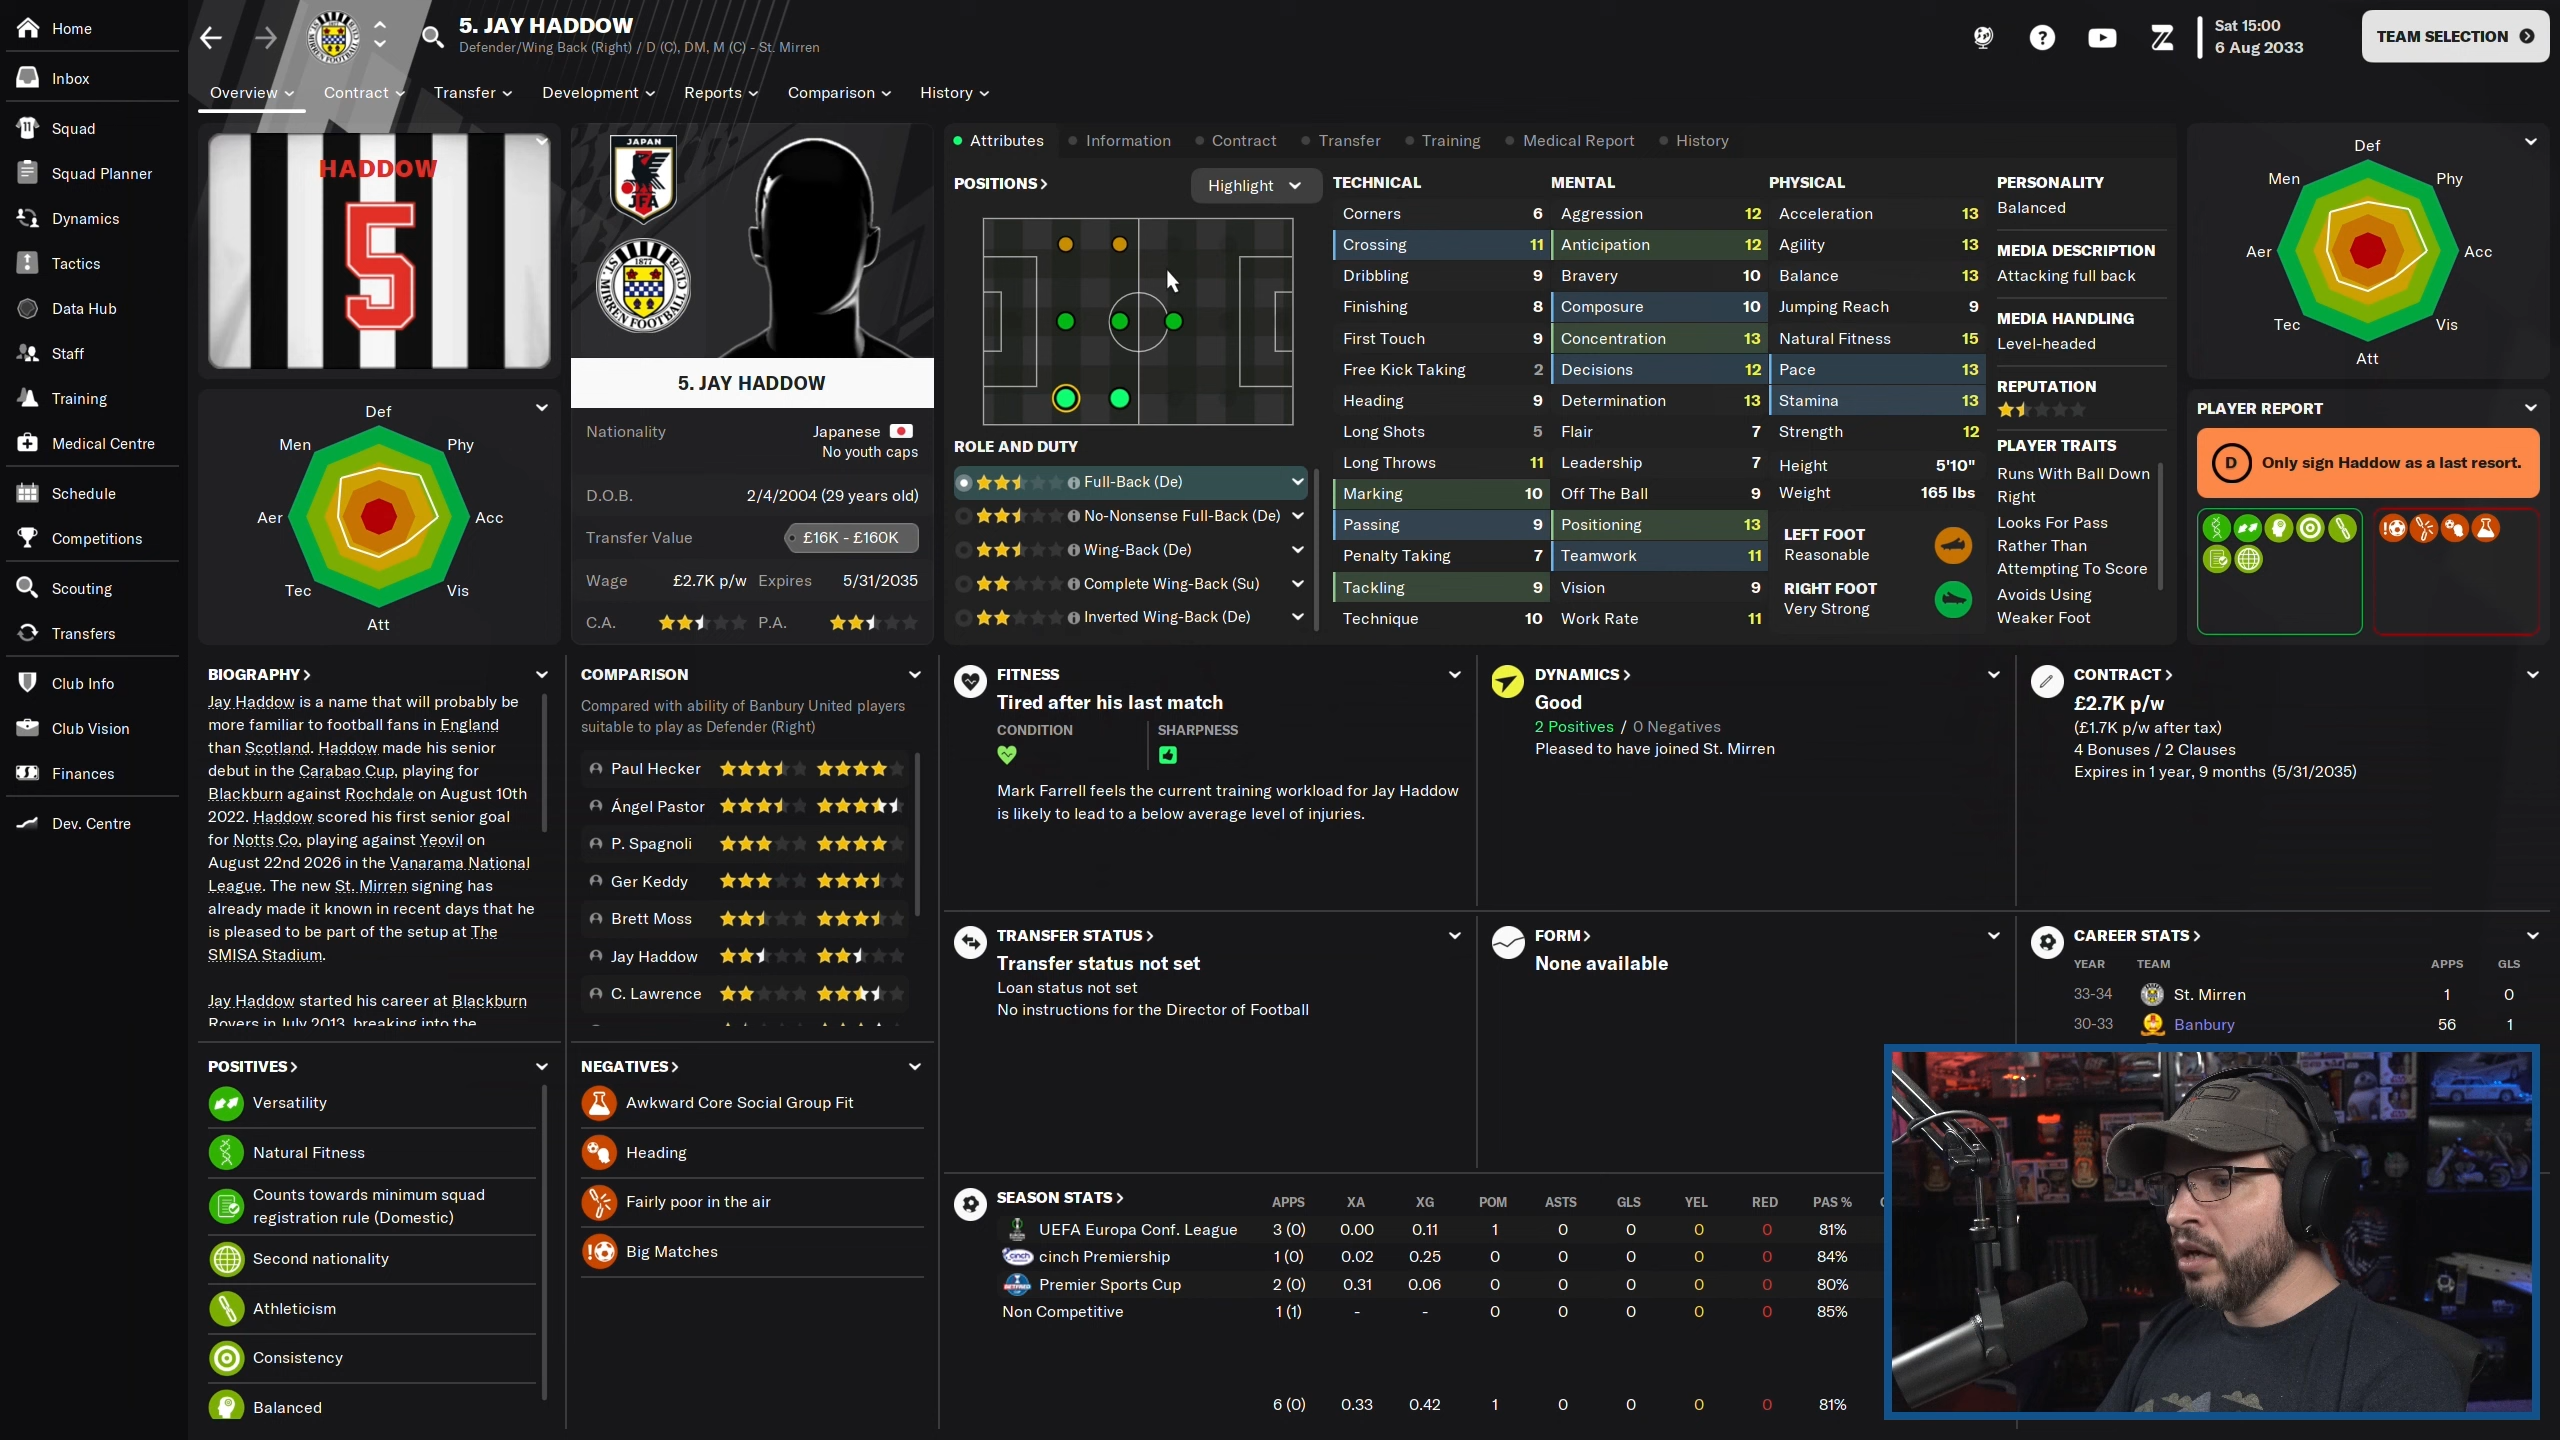 Home
Inbox
Squad
Squad Planner
Dynamics
Tactics
Data Hub
Staff
Training
Medical Centre
Schedule
Competitions
Scouting
Transfers
Club Info
Club Vision
Finances
Dev. Centre
5. JAY HADDOW
Defender/Wing Back (Right) / D (C), DM, M (C) - St. Mirren
Sat 15:00
6 Aug 2033
TEAM SELECTION
Overview
Contract
Transfer
Development
Reports
Comparison
History
HADDOW
5
Def
Men Phy
Aer Acc
Tec Vis
Att
JAPAN
JFA
ST. MIRREN FOOTBALL CLUB
1877
5. JAY HADDOW
Nationality Japanese
No youth caps
D.O.B. 2/4/2004 (29 years old)
Transfer Value £16K - £160K
Wage £2.7K p/w Expires 5/31/2035
C.A. P.A.
Attributes Information Contract Transfer Training Medical Report History
POSITIONS
Highlight
ROLE AND DUTY
Full-Back (De)
No-Nonsense Full-Back (De)
Wing-Back (De)
Complete Wing-Back (Su)
Inverted Wing-Back (De)
TECHNICAL
Corners 6
Crossing 11
Dribbling 9
Finishing 8
First Touch 9
Free Kick Taking 2
Heading 9
Long Shots 5
Long Throws 11
Marking 10
Passing 9
Penalty Taking 7
Tackling 9
Technique 10
MENTAL
Aggression 12
Anticipation 12
Bravery 10
Composure 10
Concentration 13
Decisions 12
Determination 13
Flair 7
Leadership 7
Off The Ball 9
Positioning 13
Teamwork 11
Vision 9
Work Rate 11
PHYSICAL
Acceleration 13
Agility 13
Balance 13
Jumping Reach 9
Natural Fitness 15
Pace 13
Stamina 13
Strength 12
Height 5'10"
Weight 165 lbs
LEFT FOOT
Reasonable
RIGHT FOOT
Very Strong
PERSONALITY
Balanced
MEDIA DESCRIPTION
Attacking full back
MEDIA HANDLING
Level-headed
REPUTATION
PLAYER TRAITS
Runs With Ball Down
Right
Looks For Pass
Rather Than
Attempting To Score
Avoids Using
Weaker Foot
Def
Men Phy
Aer Acc
Tec Vis
Att
PLAYER REPORT
D Only sign Haddow as a last resort.
BIOGRAPHY
Jay Haddow is a name that will probably be
more familiar to football fans in England
than Scotland. Haddow made his senior
debut in the Carabao Cup, playing for
Blackburn against Rochdale on August 10th
2022. Haddow scored his first senior goal
for Notts Co, playing against Yeovil on
August 22nd 2026 in the Vanarama National
League. The new St. Mirren signing has
already made it known in recent days that he
is pleased to be part of the setup at The
SMISA Stadium.
Jay Haddow started his career at Blackburn
Rovers in July 2013, breaking into the
COMPARISON
Compared with ability of Banbury United players
suitable to play as Defender (Right)
Paul Hecker
Ángel Pastor
P. Spagnoli
Ger Keddy
Brett Moss
Jay Haddow
C. Lawrence
FITNESS
Tired after his last match
CONDITION SHARPNESS
Mark Farrell feels the current training workload for Jay Haddow
is likely to lead to a below average level of injuries.
DYNAMICS
Good
2 Positives / 0 Negatives
Pleased to have joined St. Mirren
CONTRACT
£2.7K p/w
(£1.7K p/w after tax)
4 Bonuses / 2 Clauses
Expires in 1 year, 9 months (5/31/2035)
TRANSFER STATUS
Transfer status not set
Loan status not set
No instructions for the Director of Football
FORM
None available
CAREER STATS
YEAR TEAM APPS GLS
33-34 St. Mirren 1 0
30-33 Banbury 56 1
POSITIVES
Versatility
Natural Fitness
Counts towards minimum squad
registration rule (Domestic)
Second nationality
Athleticism
Consistency
Balanced
NEGATIVES
Awkward Core Social Group Fit
Heading
Fairly poor in the air
Big Matches
SEASON STATS APPS XA XG POM ASTS GLS YEL RED PAS %
UEFA Europa Conf. League 3 (0) 0.00 0.11 1 0 0 0 0 81%
cinch Premiership 1 (0) 0.02 0.25 0 0 0 0 0 84%
Premier Sports Cup 2 (0) 0.31 0.06 0 0 0 0 0 80%
Non Competitive 1 (1) - - 0 0 0 0 0 85%
6 (0) 0.33 0.42 1 0 0 0 0 81%